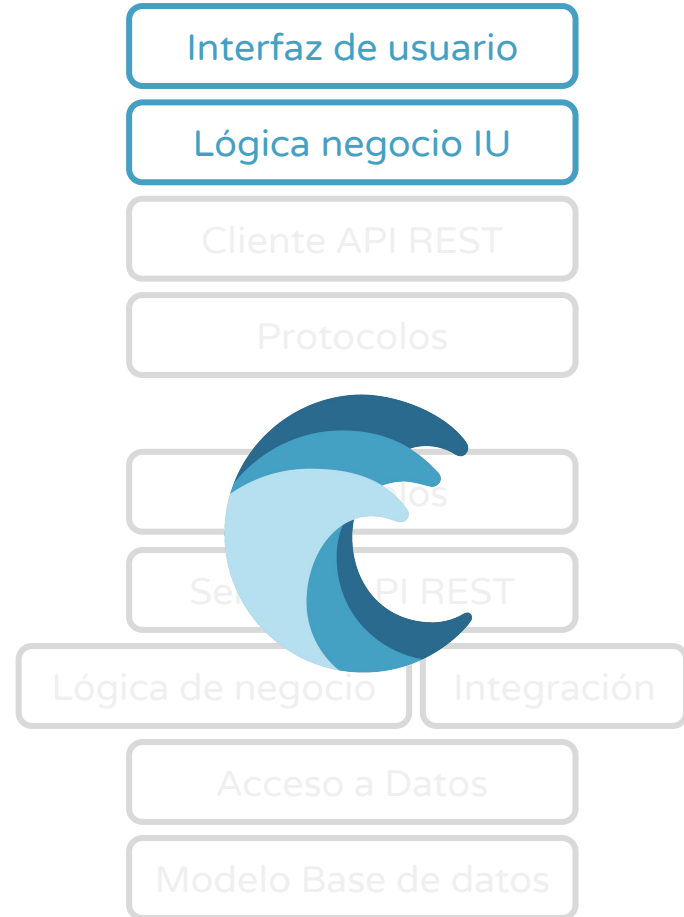 Interfaz de usuario
Lógica negocio IU
Cliente API REST
Protocolos
API REST
Lógica de negocio
Integración
Acceso a Datos
Modelo Base de datos